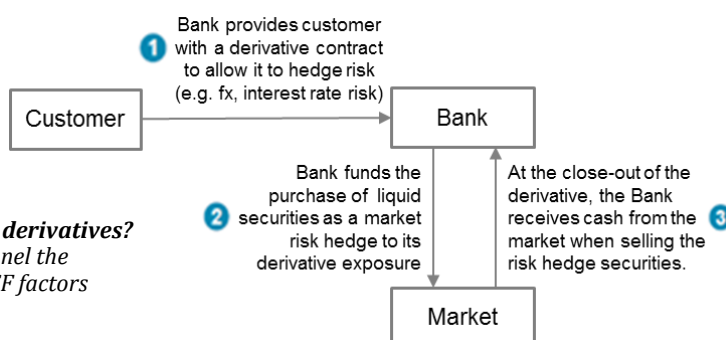 Bank provides customer
1 with a derivative contract
to allow it to hedge risk
(e.g. fx, interest rate risk)
Customer
Bank
Bank funds the
purchase of liquid
2 securities as a market
risk hedge to its
derivative exposure
At the close-out of the
derivative, the Bank
receives cash from the 3
market when selling the
risk hedge securities.
derivatives?
nel the
F factors
Market